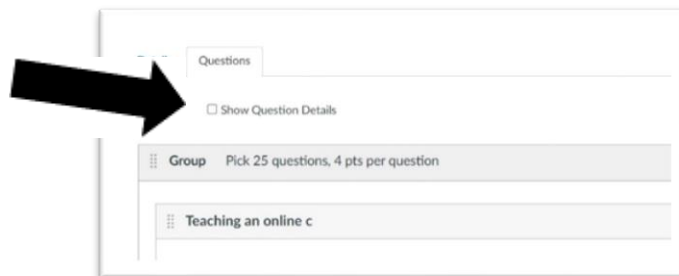 Questions
Show Question Details
Group Pick 25 questions, 4 pts per question
Teaching an online c